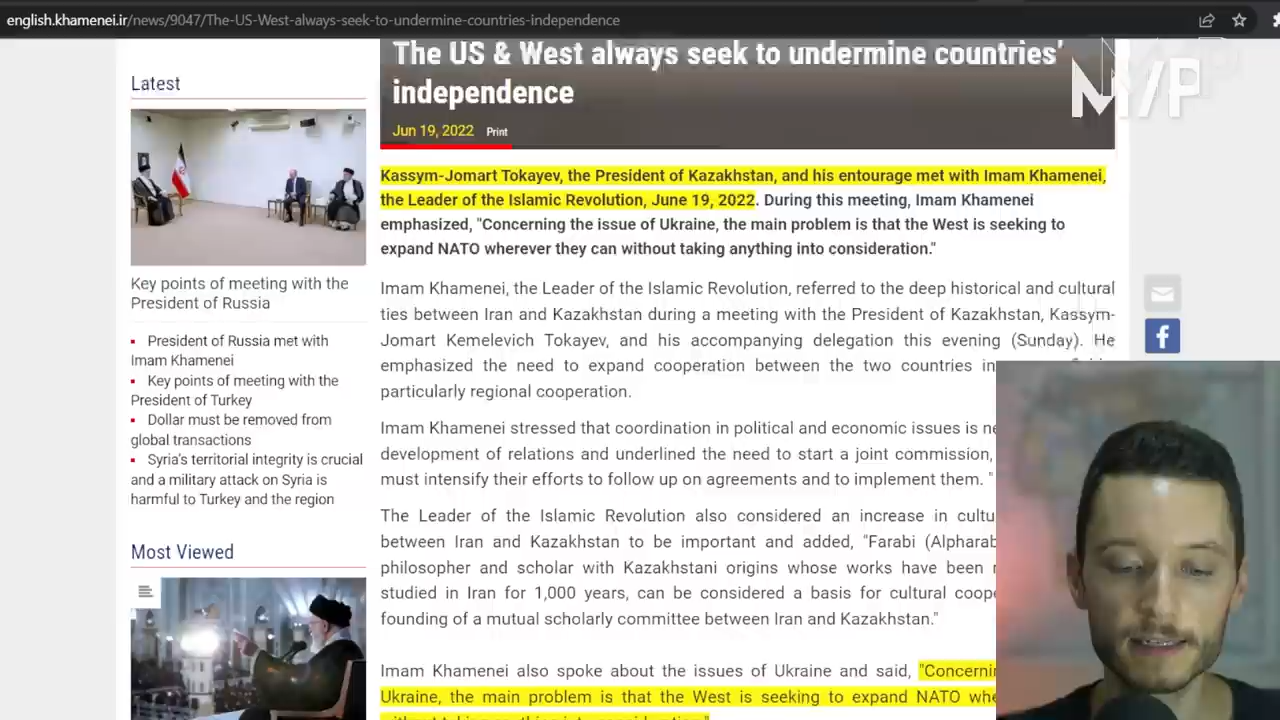 english.khamenei.ir/news/9047/The-US-West-always-seek-to-undermine-countries-independence
The US & West always seek to undermine countries'
independence
Jun 19, 2022 Print
M/P
Latest
Key points of meeting with the
President of Russia
President of Russia met with
Imam Khamenei
Key points of meeting with the
President of Turkey
Dollar must be removed from
global transactions
Syria's territorial integrity is crucial
and a military attack on Syria is
harmful to Turkey and the region
Most Viewed
Kassym-Jomart Tokayev, the President of Kazakhstan, and his entourage met with Imam Khamenei,
the Leader of the Islamic Revolution, June 19, 2022. During this meeting, Imam Khamenei
emphasized, "Concerning the issue of Ukraine, the main problem is that the West is seeking to
expand NATO wherever they can without taking anything into consideration."
Imam Khamenei, the Leader of the Islamic Revolution, referred to the deep historical and cultural
ties between Iran and Kazakhstan during a meeting with the President of Kazakhstan, Kassym-
Jomart Kemelevich Tokayev, and his accompanying delegation this evening (Sunday). He
emphasized the need to expand cooperation between the two countries in
particularly regional cooperation.
Imam Khamenei stressed that coordination in political and economic issues is
development of relations and underlined the need to start a joint commission,
must intensify their efforts to follow up on agreements and to implement them. "
The Leader of the Islamic Revolution also considered an increase in
between Iran and Kazakhstan to be important and added, "Farabi
philosopher and scholar with Kazakhstani origins whose works have been
studied in Iran for 1,000 years, can be considered a basis for cultural
founding of a mutual scholarly committee between Iran and Kazakhstan."
Imam Khamenei also spoke about the issues of Ukraine and said,
Ukraine, the main problem is that the West is seeking to expand NATO